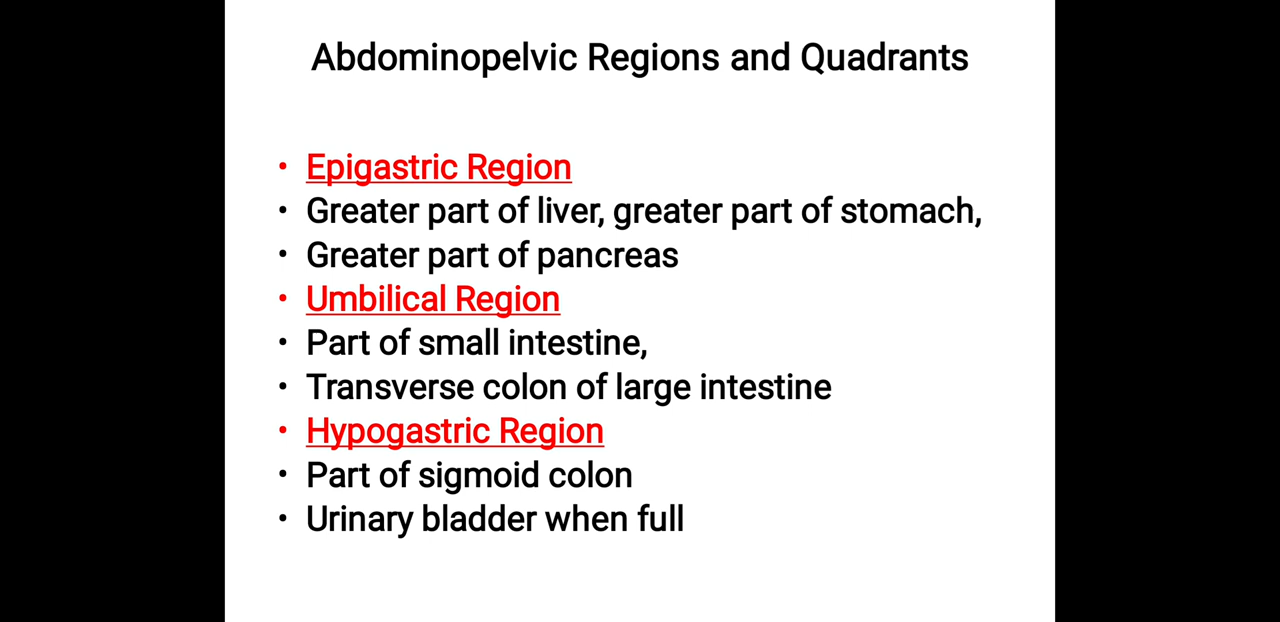 Abdominopelvic Regions and Quadrants
• Epigastric Region
• Greater part of liver, greater part of stomach,
• Greater part of pancreas
• Umbilical Region
• Part of small intestine,
• Transverse colon of large intestine
• Hypogastric Region
• Part of sigmoid colon
• Urinary bladder when full